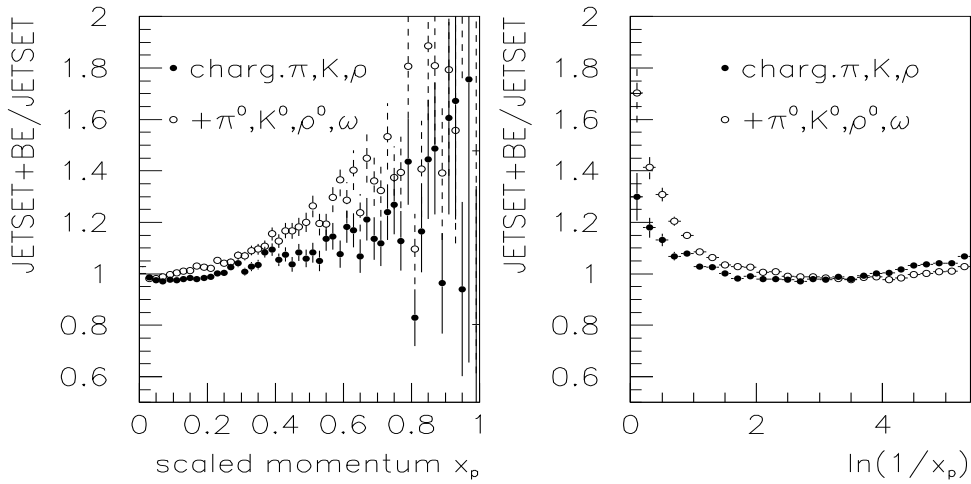 JETSET+BE/JETSET
2
1.8
1.6
1.4
1.2
1
0.8
0.6
charg.π,K,ρ
+π⁰,K⁰,ρ⁰,ω
0 0.2 0.4 0.6 0.8 1
scaled momentum xₚ
JETSET+BE/JETSET
2
1.8
1.6
1.4
1.2
1
0.8
0.6
charg.π,K,ρ
+π⁰,K⁰,ρ⁰,ω
0 2 4
ln(1/xₚ)